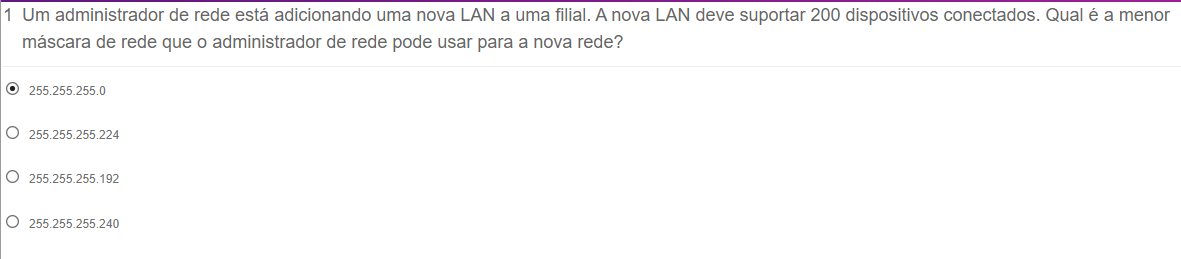 1 Um administrador de rede está adicionando uma nova LAN a uma filial. A nova LAN deve suportar 200 dispositivos conectados. Qual é a menor
máscara de rede que o administrador de rede pode usar para a nova rede?
255.255.255.0
255.255.255.224
255.255.255.192
255.255.255.240